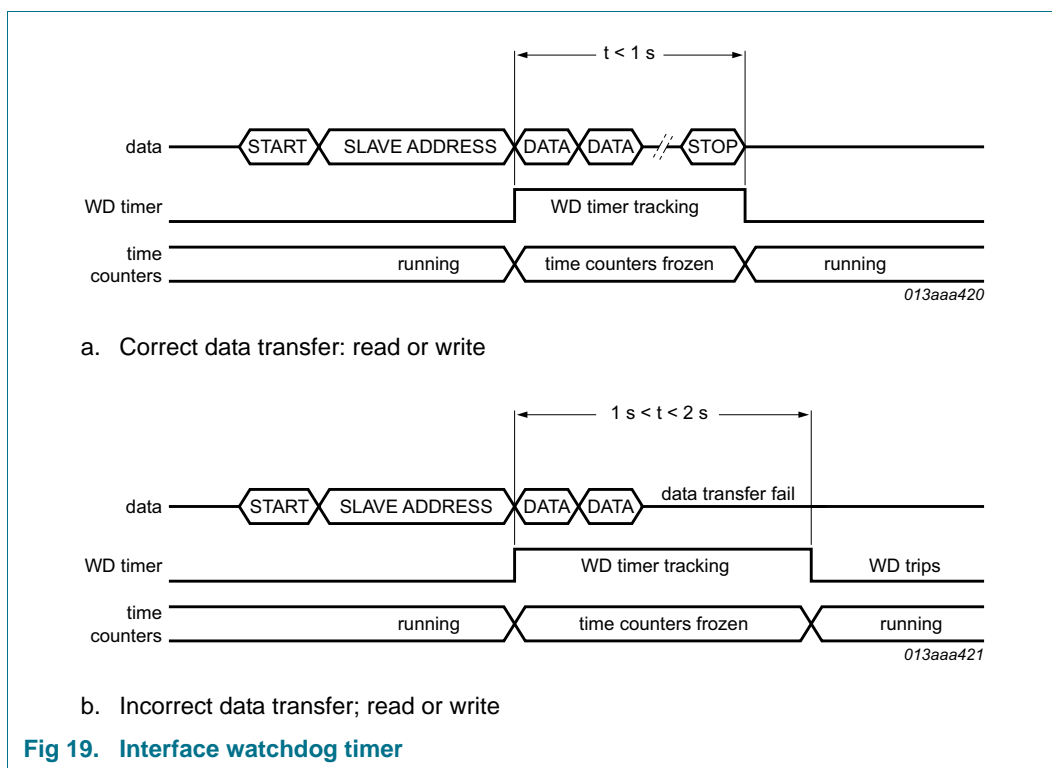 t < 1 s
data START SLAVE ADDRESS DATA DATA STOP
WD timer WD timer tracking
time counters running time counters frozen running
013aaa420
a. Correct data transfer: read or write
1 s < t < 2 s
data START SLAVE ADDRESS DATA DATA data transfer fail
WD timer WD timer tracking WD trips
time counters running time counters frozen running
013aaa421
b. Incorrect data transfer; read or write
Fig 19. Interface watchdog timer